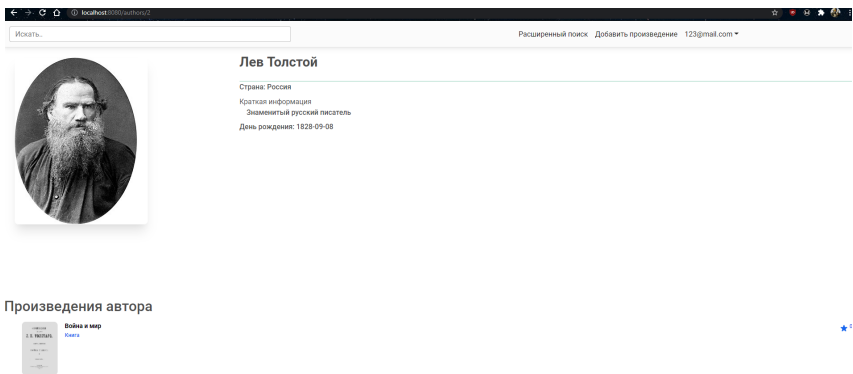 localhost:8080/authors/2
Искать..
Расширенный поиск Добавить произведение 123@mail.com
Лев Толстой
Страна: Россия
Краткая информация
Знаменитый русский писатель
День рождения: 1828-09-08
Произведения автора
Война и мир
Книга